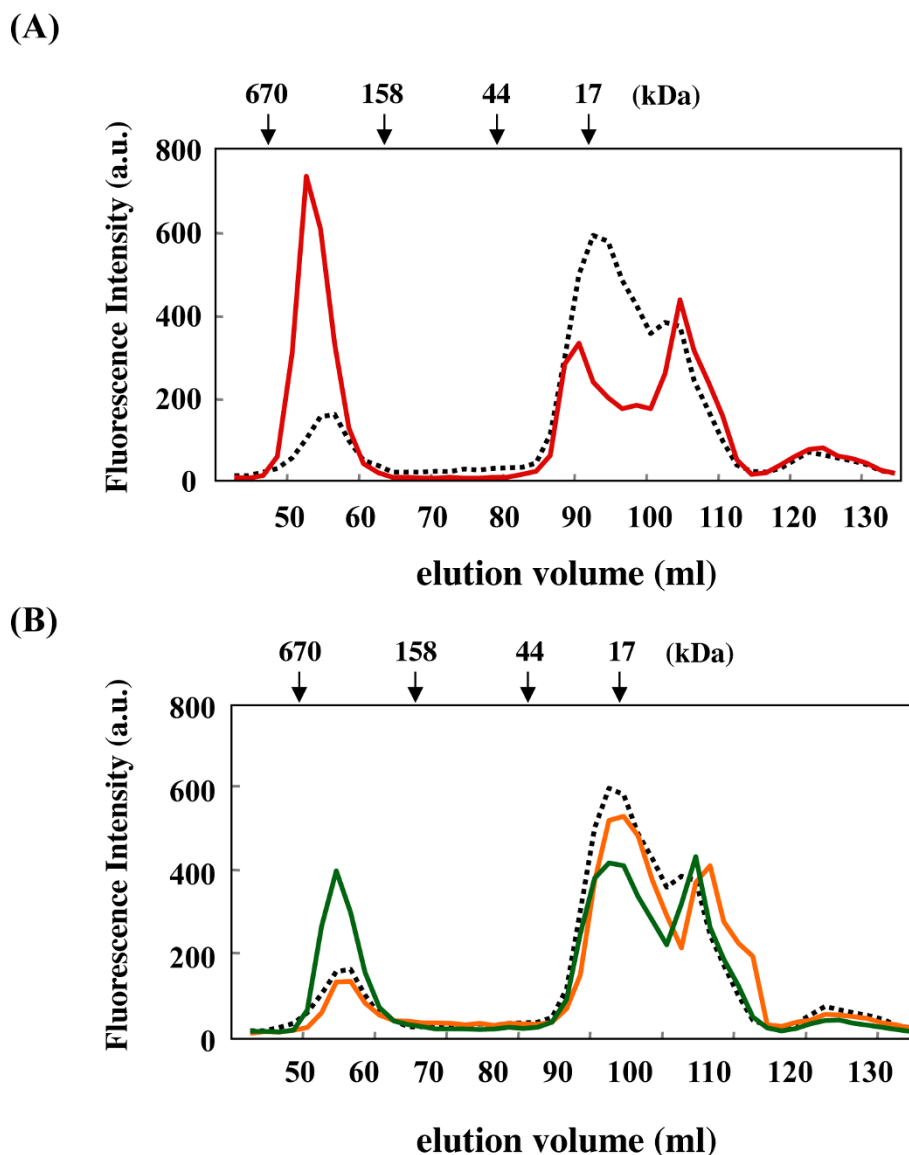 (A)
670 158 44 17 (kDa)
800
600
400
200
0
Fluorescence Intensity (a.u.)
50 60 70 80 90 100 110 120 130
elution volume (ml)
(B)
670 158 44 17 (kDa)
800
600
400
200
0
Fluorescence Intensity (a.u.)
50 60 70 80 90 100 110 130
elution volume (ml)